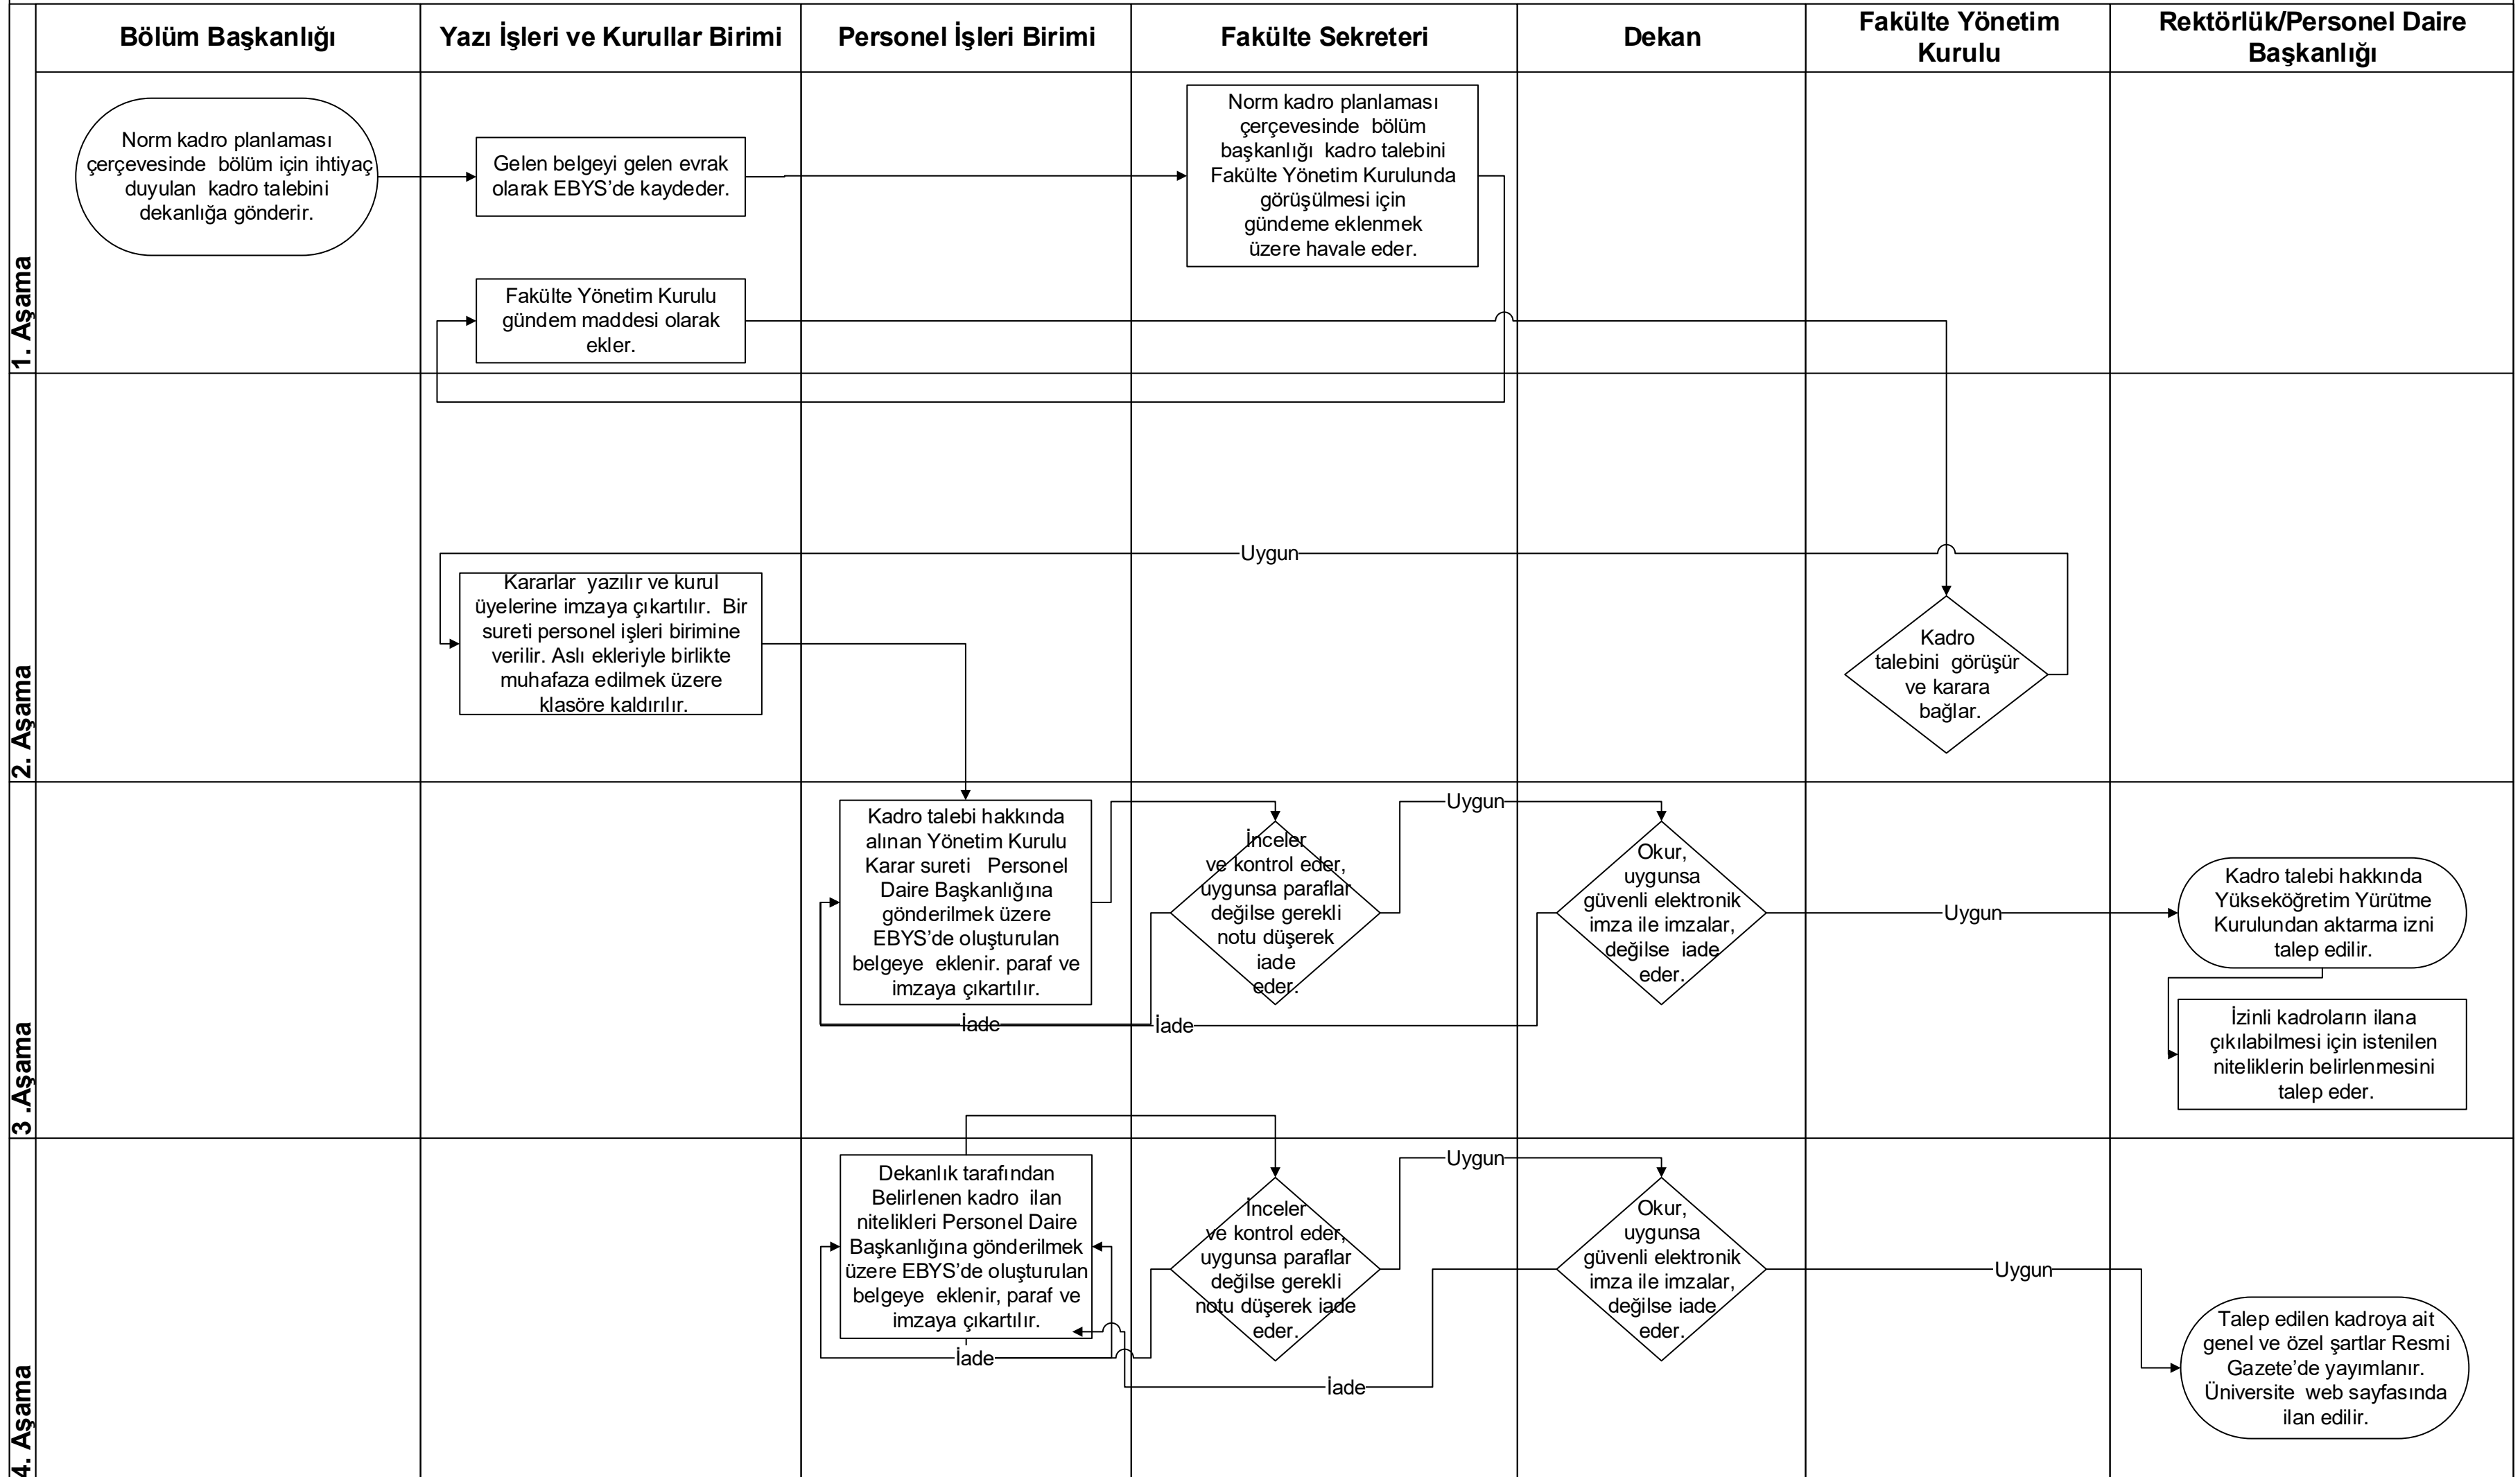 Bölüm Başkanlığı
Yazı İşleri ve Kurullar Birimi
Personel İşleri Birimi
Fakülte Sekreteri
Dekan
Fakülte Yönetim
Kurulu
Rektörlük/Personel Daire
Başkanlığı
1. Aşama
Norm kadro planlaması
çerçevesinde bölüm için ihtiyaç
duyulan kadro talebini
dekanlığa gönderir.
Gelen belgeyi gelen evrak
olarak EBYS’de kaydeder.
Norm kadro planlaması
çerçevesinde bölüm
başkanlığı kadro talebini
Fakülte Yönetim Kurulunda
görüşülmesi için
gündeme eklenmek
üzere havale eder.
Fakülte Yönetim Kurulu
gündem maddesi olarak
ekler.
2. Aşama
Uygun
Kararlar yazılır ve kurul
üyelerine imzaya çıkartılır. Bir
sureti personel işleri birimine
verilir. Aslı ekleriyle birlikte
muhafaza edilmek üzere
klasöre kaldırılır.
Kadro
talebini görüşür
ve karara
bağlar.
3 .Aşama
Kadro talebi hakkında
alınan Yönetim Kurulu
Karar sureti Personel
Daire Başkanlığına
gönderilmek üzere
EBYS’de oluşturulan
belgeye eklenir. paraf ve
imzaya çıkartılır.
İnceler
ve kontrol eder,
uygunsa paraflar
değilse gerekli
notu düşerek
iade
eder.
Uygun
Okur,
uygunsa
güvenli elektronik
imza ile imzalar,
değilse iade
eder.
Uygun
Kadro talebi hakkında
Yükseköğretim Yürütme
Kurulundan aktarma izni
talep edilir.
İade
İade
İzinli kadroların ilana
çıkılabilmesi için istenilen
niteliklerin belirlenmesini
talep eder.
4. Aşama
Dekanlık tarafından
Belirlenen kadro ilan
nitelikleri Personel Daire
Başkanlığına gönderilmek
üzere EBYS’de oluşturulan
belgeye eklenir, paraf ve
imzaya çıkartılır.
İnceler
ve kontrol eder,
uygunsa paraflar
değilse gerekli
notu düşerek iade
eder.
Uygun
Okur,
uygunsa
güvenli elektronik
imza ile imzalar,
değilse iade
eder.
Uygun
İade
İade
Talep edilen kadroya ait
genel ve özel şartlar Resmi
Gazete’de yayımlanır.
Üniversite web sayfasında
ilan edilir.